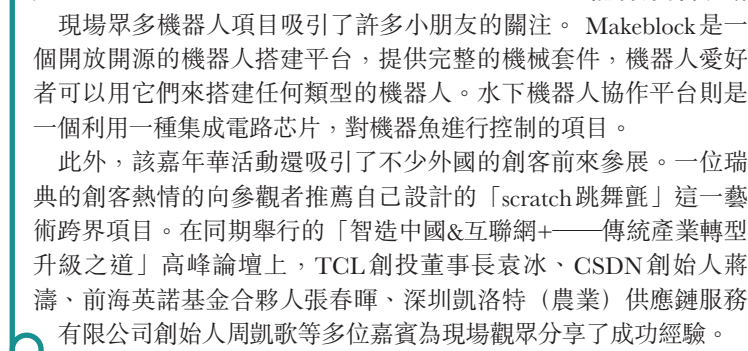 現場眾多機器人項目吸引了許多小朋友的關注。 Makeblock是一
個開放開源的機器人搭建平台，提供完整的機械套件，機器人愛好
者可以用它們來搭建任何類型的機器人。水下機器人協作平台則是
一個利用一種集成電路芯片，對機器魚進行控制的項目。
此外，該嘉年華活動還吸引了不少外國的創客前來參展。一位瑞
典的創客熱情的向參觀者推薦自己設計的「scratch跳舞氈」這一藝
術跨界項目。在同期舉行的「智造中國&互聯網+——傳統產業轉型
升級之道」高峰論壇上，TCL創投董事長袁冰、CSDN創始人蔣
濤、前海英諾基金合夥人張春暉、深圳凱洛特（農業）供應鏈服務
有限公司創始人周凱歌等多位嘉賓為現場觀眾分享了成功經驗。